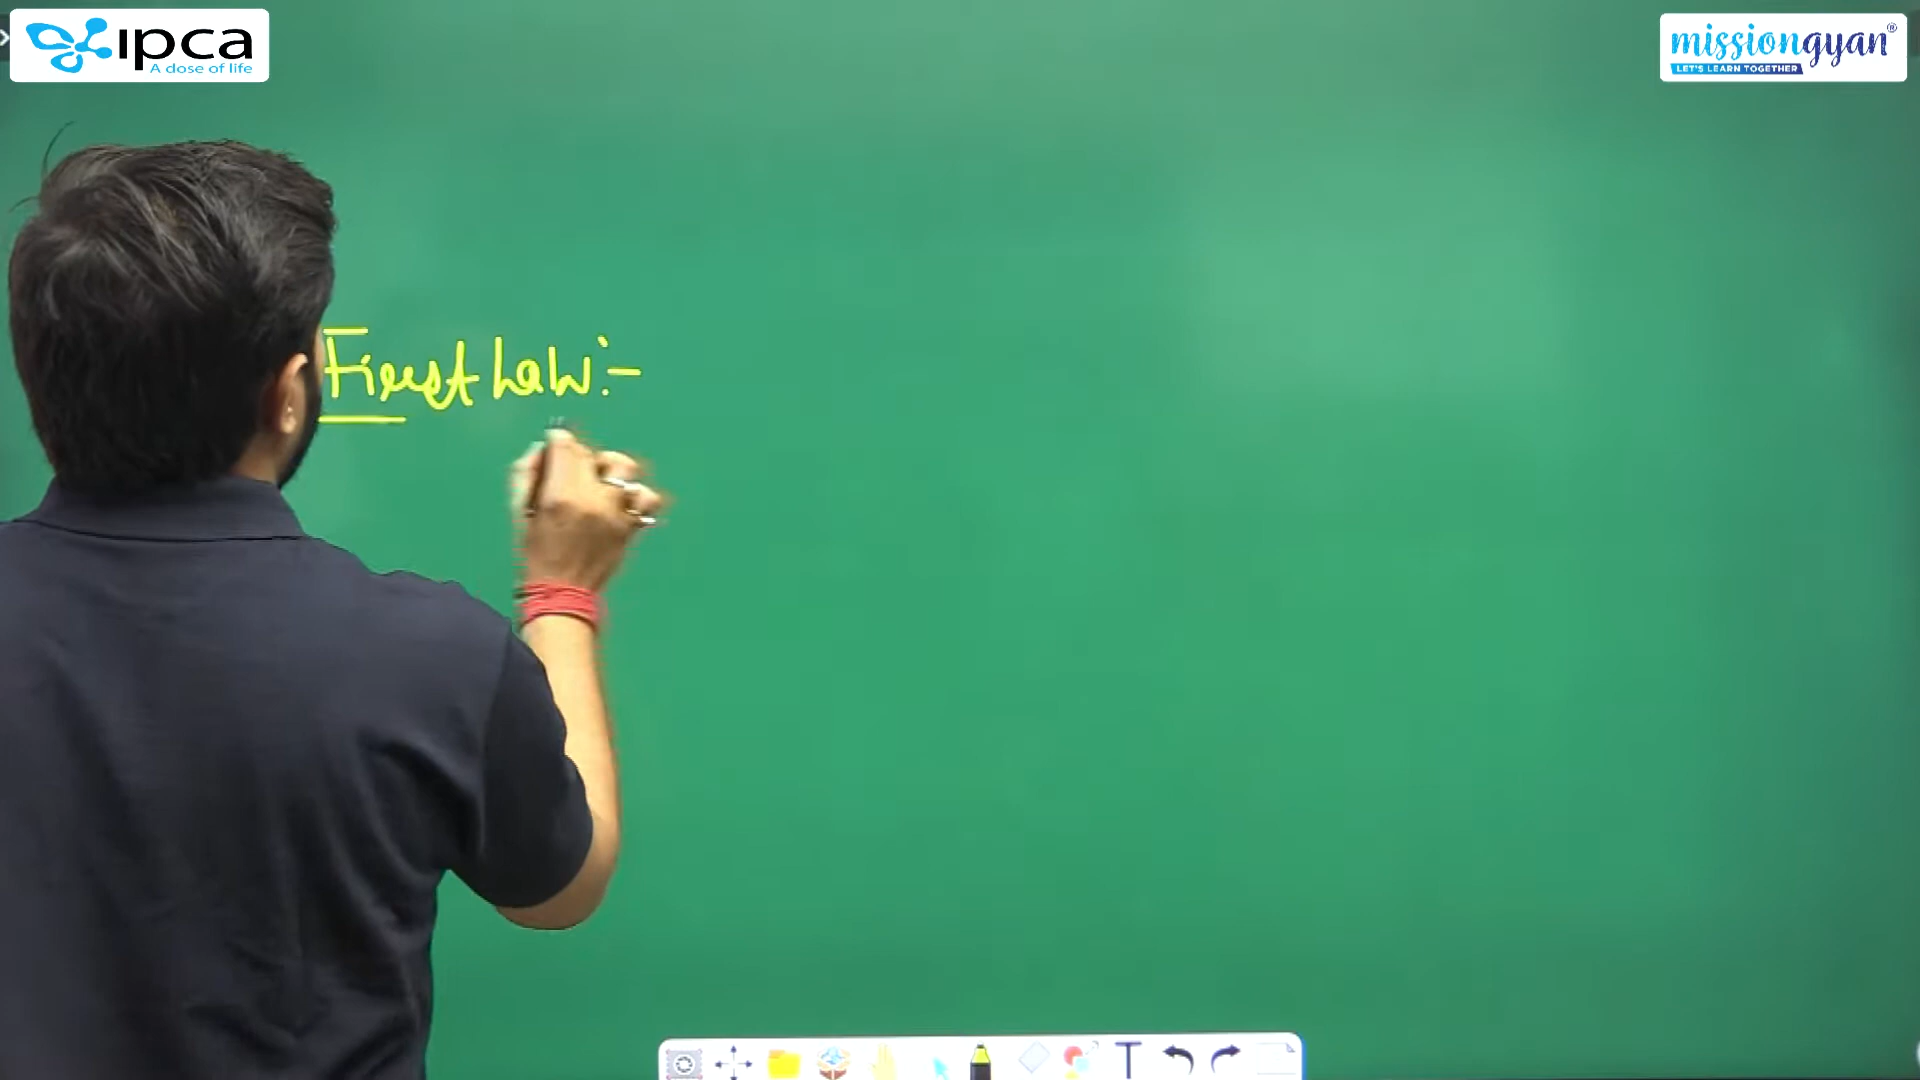 ipca
A dose of life
missiongyan®
LET'S LEARN TOGETHER
First Law:-
T